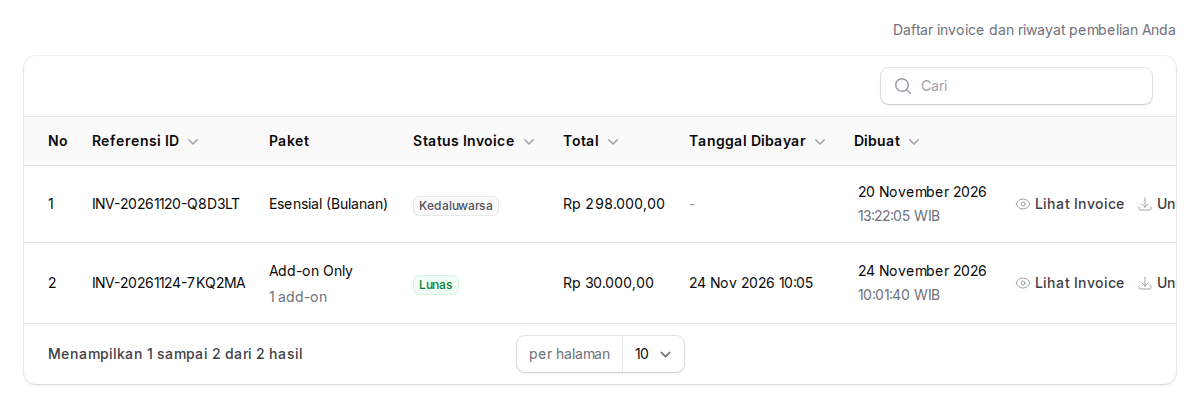 Daftar invoice dan riwayat pembelian Anda
Cari
No Referensi ID Paket Status Invoice Total Tanggal Dibayar Dibuat
1 INV-20261120-Q8D3LT Esensial (Bulanan) Kedaluwarsa Rp 298.000,00 - 20 November 2026 Lihat Invoice Un
13:22:05 WIB
2 INV-20261124-7KQ2MA Add-on Only Lunas Rp 30.000,00 24 Nov 2026 10:05 24 November 2026 Lihat Invoice Un
1 add-on 10:01:40 WIB
Menampilkan 1 sampai 2 dari 2 hasil per halaman 10